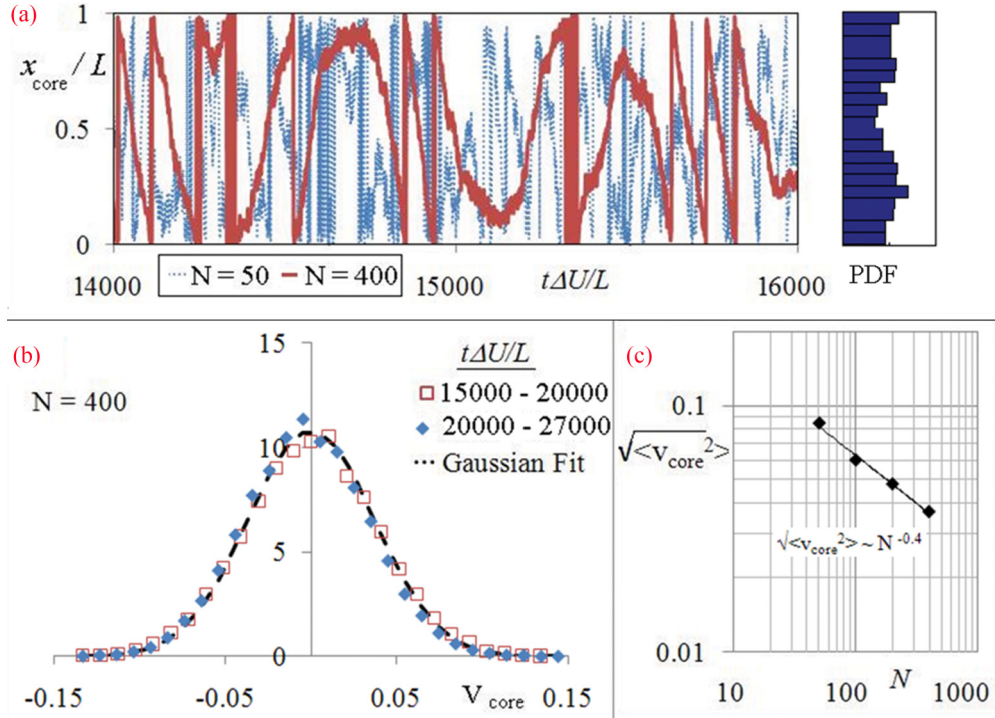 (a)
x_core / L
1
0.5
0
14000
15000
16000
tΔU/L
N = 50 N = 400
PDF
(b)
N = 400
15
10
5
0
tΔU/L
15000 - 20000
20000 - 27000
Gaussian Fit
-0.15
-0.05
0.05
0.15
V_core
(c)
0.1
√<v_core²>
√<v_core²> ~ N^-0.4
0.01
10
100
N
1000